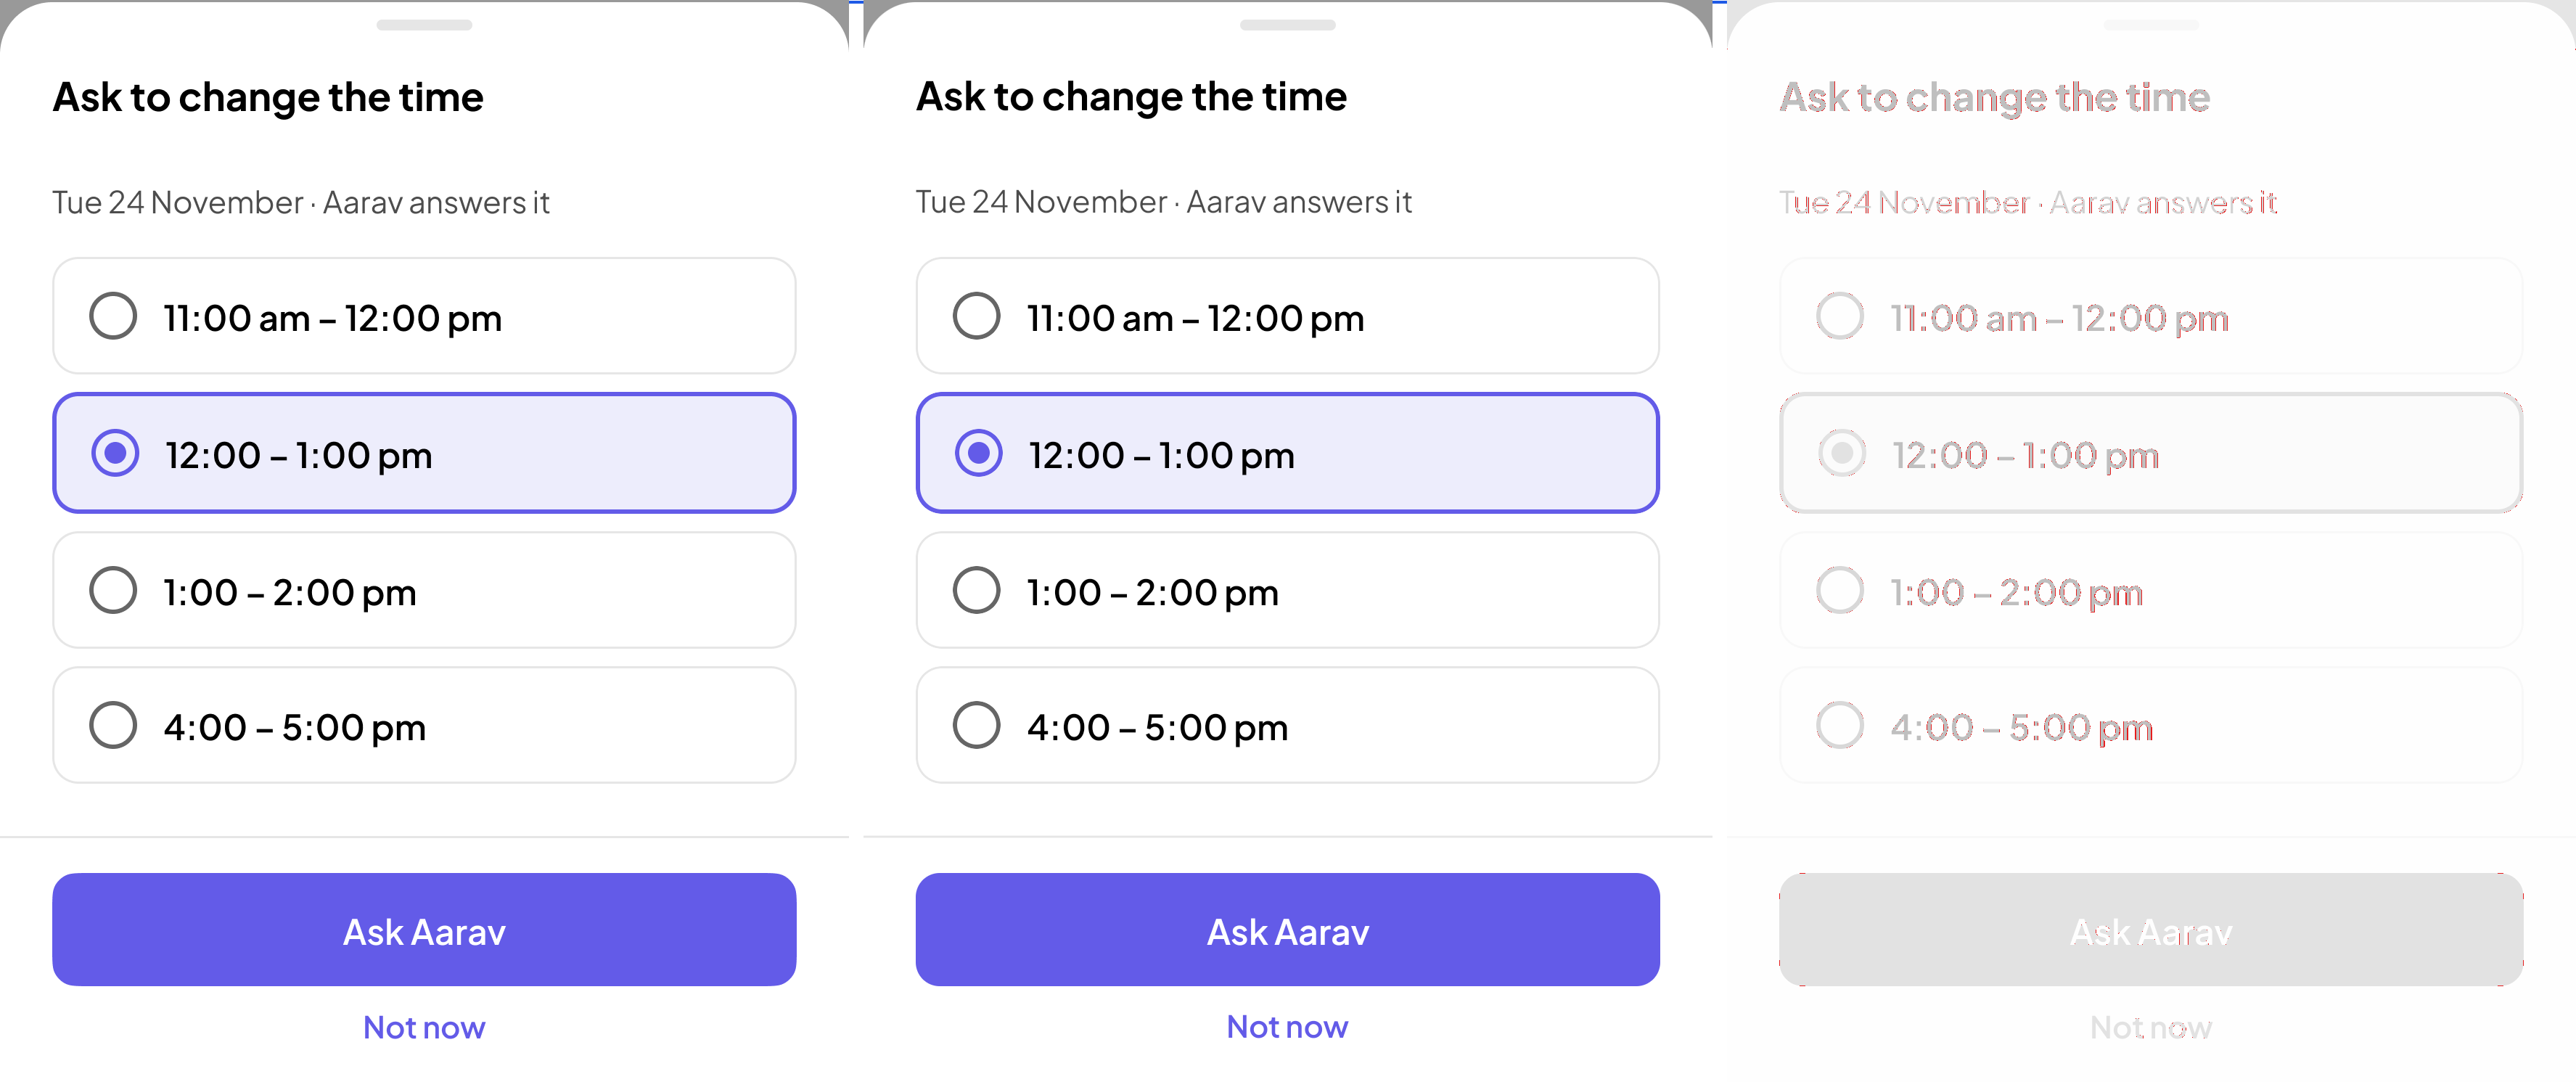 Ask to change the time
Tue 24 November · Aarav answers it
11:00 am – 12:00 pm
12:00 – 1:00 pm
1:00 – 2:00 pm
4:00 – 5:00 pm
Ask Aarav
Not now
Ask to change the time
Tue 24 November · Aarav answers it
11:00 am – 12:00 pm
12:00 – 1:00 pm
1:00 – 2:00 pm
4:00 – 5:00 pm
Ask Aarav
Not now
Ask to change the time
Tue 24 November · Aarav answers it
11:00 am – 12:00 pm
12:00 – 1:00 pm
1:00 – 2:00 pm
4:00 – 5:00 pm
Ask Aarav
Not now